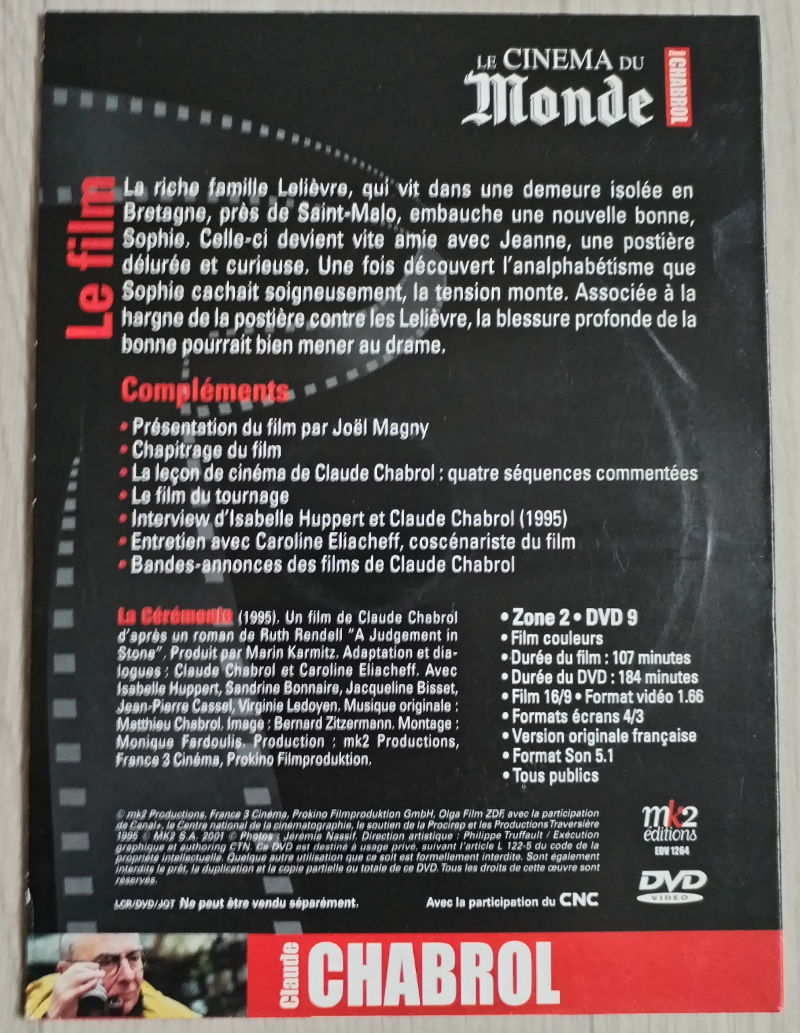 LE CINEMA DU
Monde
CHABROL
Le film
La riche famille Lelièvre, qui vit dans une demeure isolée en
Bretagne, près de Saint-Malo, embauche une nouvelle bonne,
Sophie. Celle-ci devient vite amie avec Jeanne, une postière
délurée et curieuse. Une fois découvert l'analphabétisme que
Sophie cachait soigneusement, la tension monte. Associée à la
hargne de la postière contre les Lelièvre, la blessure profonde de la
bonne pourrait bien mener au drame.
Compléments
• Présentation du film par Joël Magny
• Chapitrage du film
• La leçon de cinéma de Claude Chabrol : quatre séquences commentées
• Le film du tournage
• Interview d'Isabelle Huppert et Claude Chabrol (1995)
• Entretien avec Caroline Eliacheff, coscénariste du film
• Bandes-annonces des films de Claude Chabrol
La Cérémonie (1995). Un film de Claude Chabrol
d'après un roman de Ruth Rendell "A Judgement in
Stone". Produit par Marin Karmitz. Adaptation et dia-
logues : Claude Chabrol et Caroline Eliacheff. Avec
Isabelle Huppert, Sandrine Bonnaire, Jacqueline Bisset,
Jean-Pierre Cassel, Virginie Ledoyen. Musique originale :
Matthieu Chabrol. Image : Bernard Zitzermann. Montage :
Monique Fardoulis. Production : mk2 Productions,
France 3 Cinéma, Prokino Filmproduktion.
• Zone 2 • DVD 9
• Film couleurs
• Durée du film : 107 minutes
• Durée du DVD : 184 minutes
• Film 16/9 • Format vidéo 1.66
• Formats écrans 4/3
• Version originale française
• Format Son 5.1
• Tous publics
© mk2 Productions, France 3 Cinéma, Prokino Filmproduktion GmbH, Olga Film ZDF, avec la participation
de Canal+, le Centre national de la cinématographie, le soutien de la Procirep et les Productions Traversière
1995 © MK2 S.A. 2001 © Photos : Jérémie Nassif. Direction artistique : Philippe Truffault / Exécution
graphique et authoring CTN. Ce DVD est destiné à usage privé, suivant l'article L 122-5 du code de la
propriété intellectuelle. Quelque autre utilisation que ce soit est formellement interdite. Sont également
interdits le prêt, la duplication et la copie partielle ou totale de ce DVD. Tous les droits de cette œuvre sont
réservés.
mk2
éditions
EDV 1264
DVD
VIDEO
LCR/DVD/JQT Ne peut être vendu séparément.
Avec la participation du CNC
Claude
CHABROL